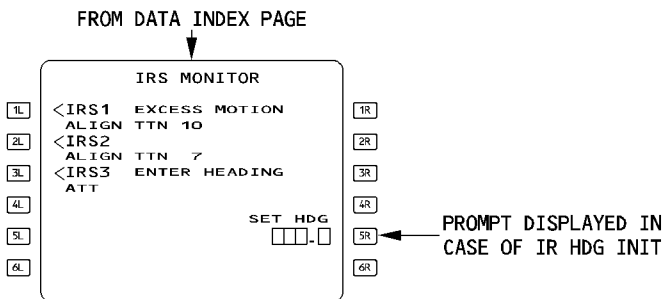 FROM DATA INDEX PAGE
IRS MONITOR
1L <IRS1 EXCESS MOTION 1R
ALIGN TTN 10
2L <IRS2 2R
ALIGN TTN 7
3L <IRS3 ENTER HEADING 3R
ATT
4L 4R
SET HDG
5L . 5R
PROMPT DISPLAYED IN
CASE OF IR HDG INIT
6L 6R